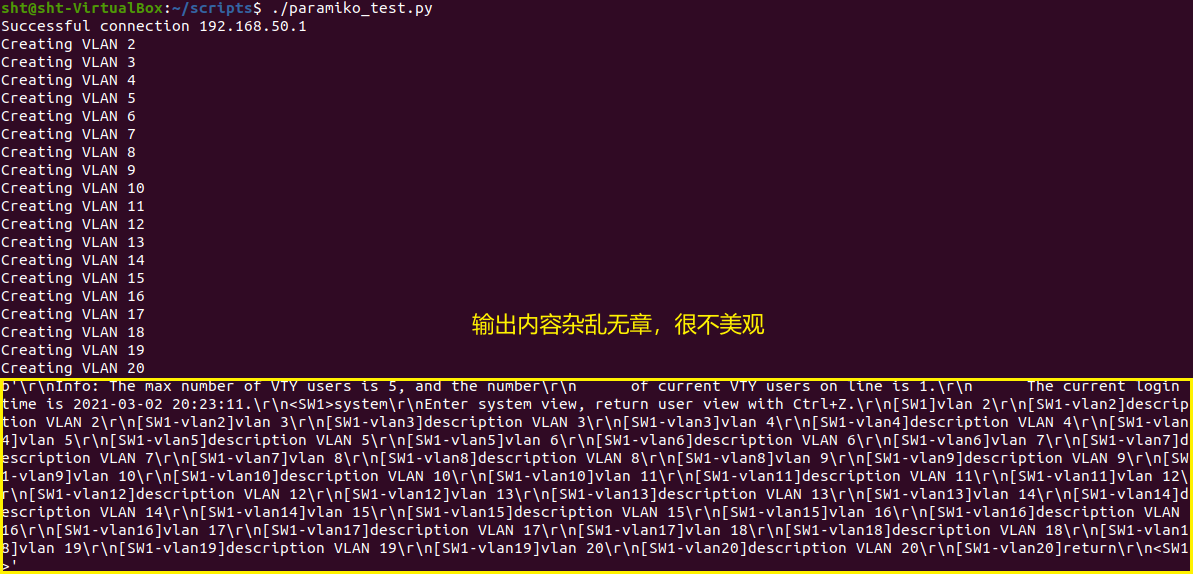 sht@sht-VirtualBox:~/scripts$ ./paramiko_test.py
Successful connection 192.168.50.1
Creating VLAN 2
Creating VLAN 3
Creating VLAN 4
Creating VLAN 5
Creating VLAN 6
Creating VLAN 7
Creating VLAN 8
Creating VLAN 9
Creating VLAN 10
Creating VLAN 11
Creating VLAN 12
Creating VLAN 13
Creating VLAN 14
Creating VLAN 15
Creating VLAN 16
Creating VLAN 17
输出内容杂乱无章，很不美观
Creating VLAN 18
Creating VLAN 19
Creating VLAN 20
b'\r\nInfo: The max number of VTY users is 5, and the number\r\n      of current VTY users on line is 1.\r\n      The current login
time is 2021-03-02 20:23:11.\r\n<SW1>system\r\nEnter system view, return user view with Ctrl+Z.\r\n[SW1]vlan 2\r\n[SW1-vlan2]descrip
tion VLAN 2\r\n[SW1-vlan2]vlan 3\r\n[SW1-vlan3]description VLAN 3\r\n[SW1-vlan3]vlan 4\r\n[SW1-vlan4]description VLAN 4\r\n[SW1-vlan
4]vlan 5\r\n[SW1-vlan5]description VLAN 5\r\n[SW1-vlan5]vlan 6\r\n[SW1-vlan6]description VLAN 6\r\n[SW1-vlan6]vlan 7\r\n[SW1-vlan7]d
escription VLAN 7\r\n[SW1-vlan7]vlan 8\r\n[SW1-vlan8]description VLAN 8\r\n[SW1-vlan8]vlan 9\r\n[SW1-vlan9]description VLAN 9\r\n[SW
1-vlan9]vlan 10\r\n[SW1-vlan10]description VLAN 10\r\n[SW1-vlan10]vlan 11\r\n[SW1-vlan11]description VLAN 11\r\n[SW1-vlan11]vlan 12\
r\n[SW1-vlan12]description VLAN 12\r\n[SW1-vlan12]vlan 13\r\n[SW1-vlan13]description VLAN 13\r\n[SW1-vlan13]vlan 14\r\n[SW1-vlan14]d
escription VLAN 14\r\n[SW1-vlan14]vlan 15\r\n[SW1-vlan15]description VLAN 15\r\n[SW1-vlan15]vlan 16\r\n[SW1-vlan16]description VLAN
16\r\n[SW1-vlan16]vlan 17\r\n[SW1-vlan17]description VLAN 17\r\n[SW1-vlan17]vlan 18\r\n[SW1-vlan18]description VLAN 18\r\n[SW1-vlan1
8]vlan 19\r\n[SW1-vlan19]description VLAN 19\r\n[SW1-vlan19]vlan 20\r\n[SW1-vlan20]description VLAN 20\r\n[SW1-vlan20]return\r\n<SW1
>'